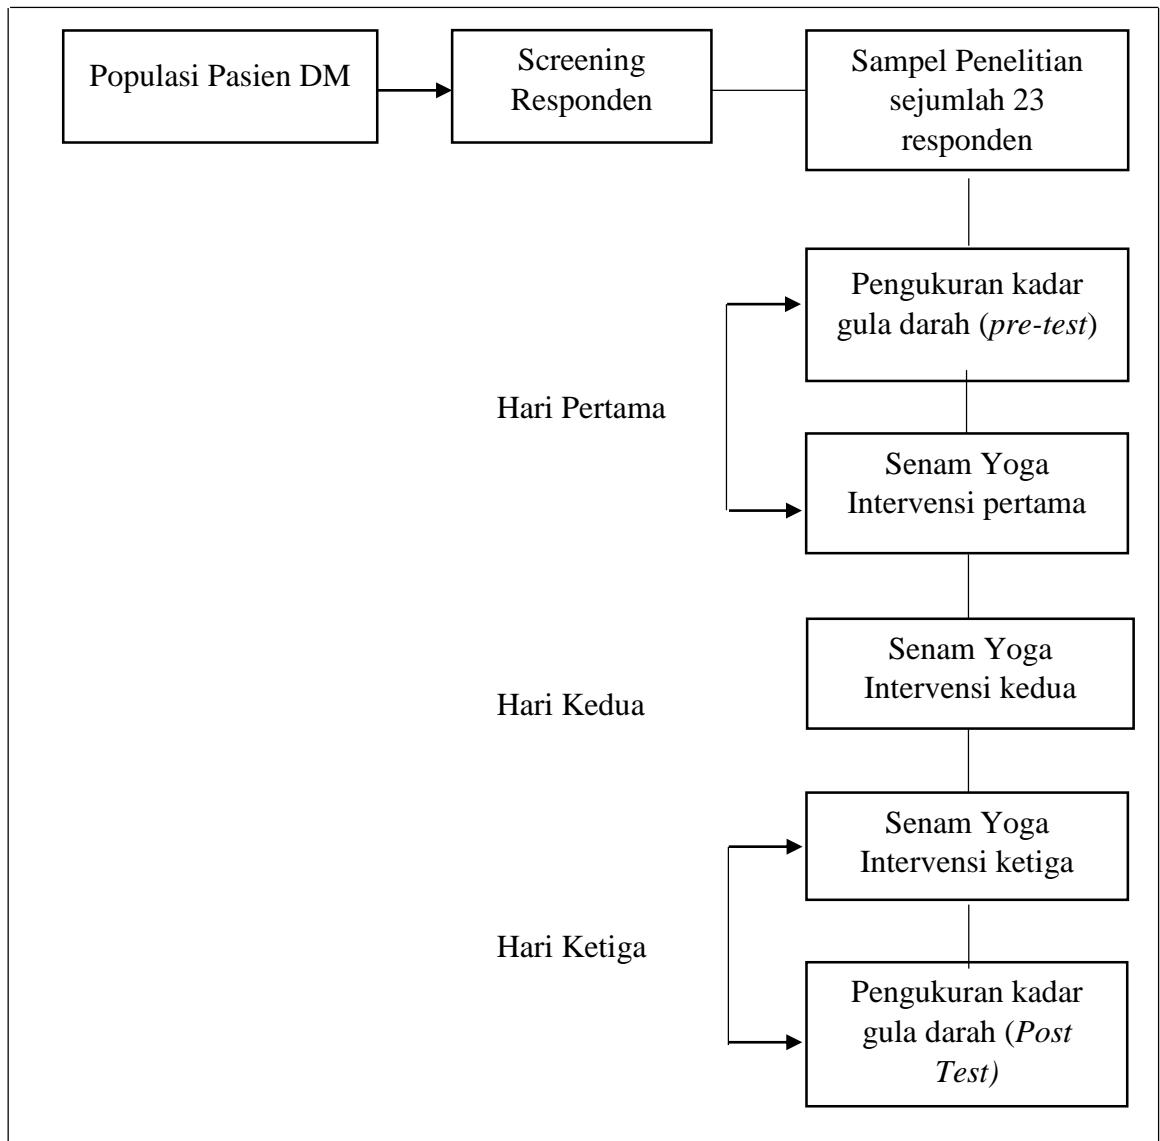 Populasi Pasien DM
Screening
Responden
Sampel Penelitian
sejumlah 23
responden
Pengukuran kadar
gula darah (pre-test)
Hari Pertama
Senam Yoga
Intervensi pertama
Senam Yoga
Intervensi kedua
Hari Kedua
Senam Yoga
Intervensi ketiga
Hari Ketiga
Pengukuran kadar
gula darah (Post
Test)